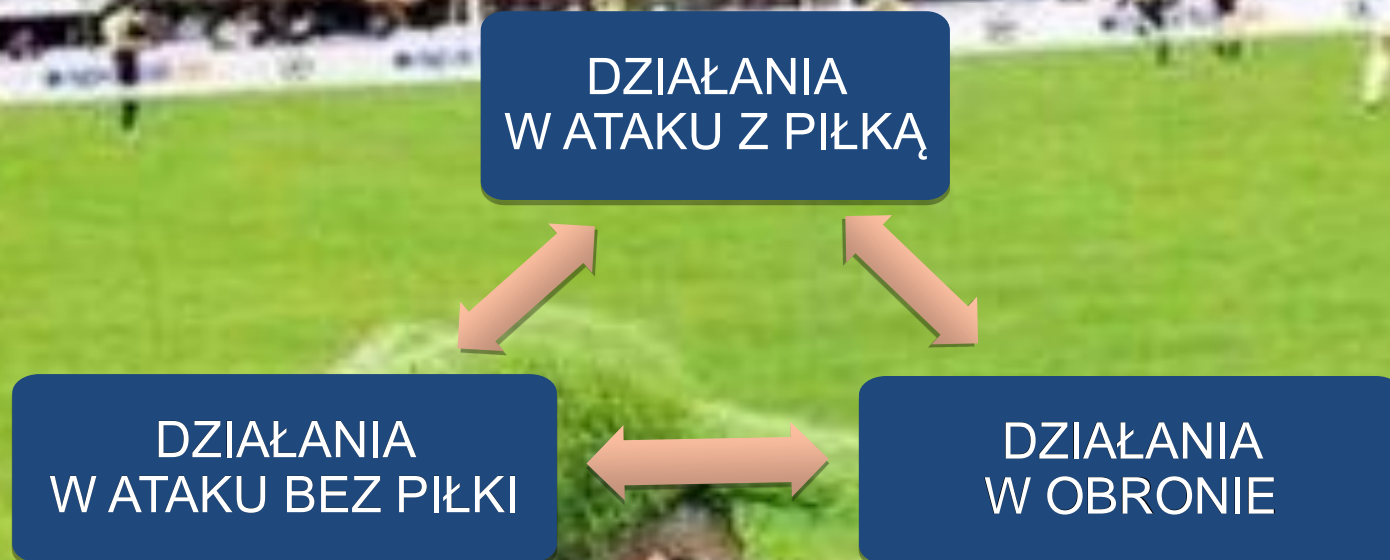 DZIAŁANIA
W ATAKU Z PIŁKĄ
DZIAŁANIA
W ATAKU BEZ PIŁKI
DZIAŁANIA
W OBRONIE